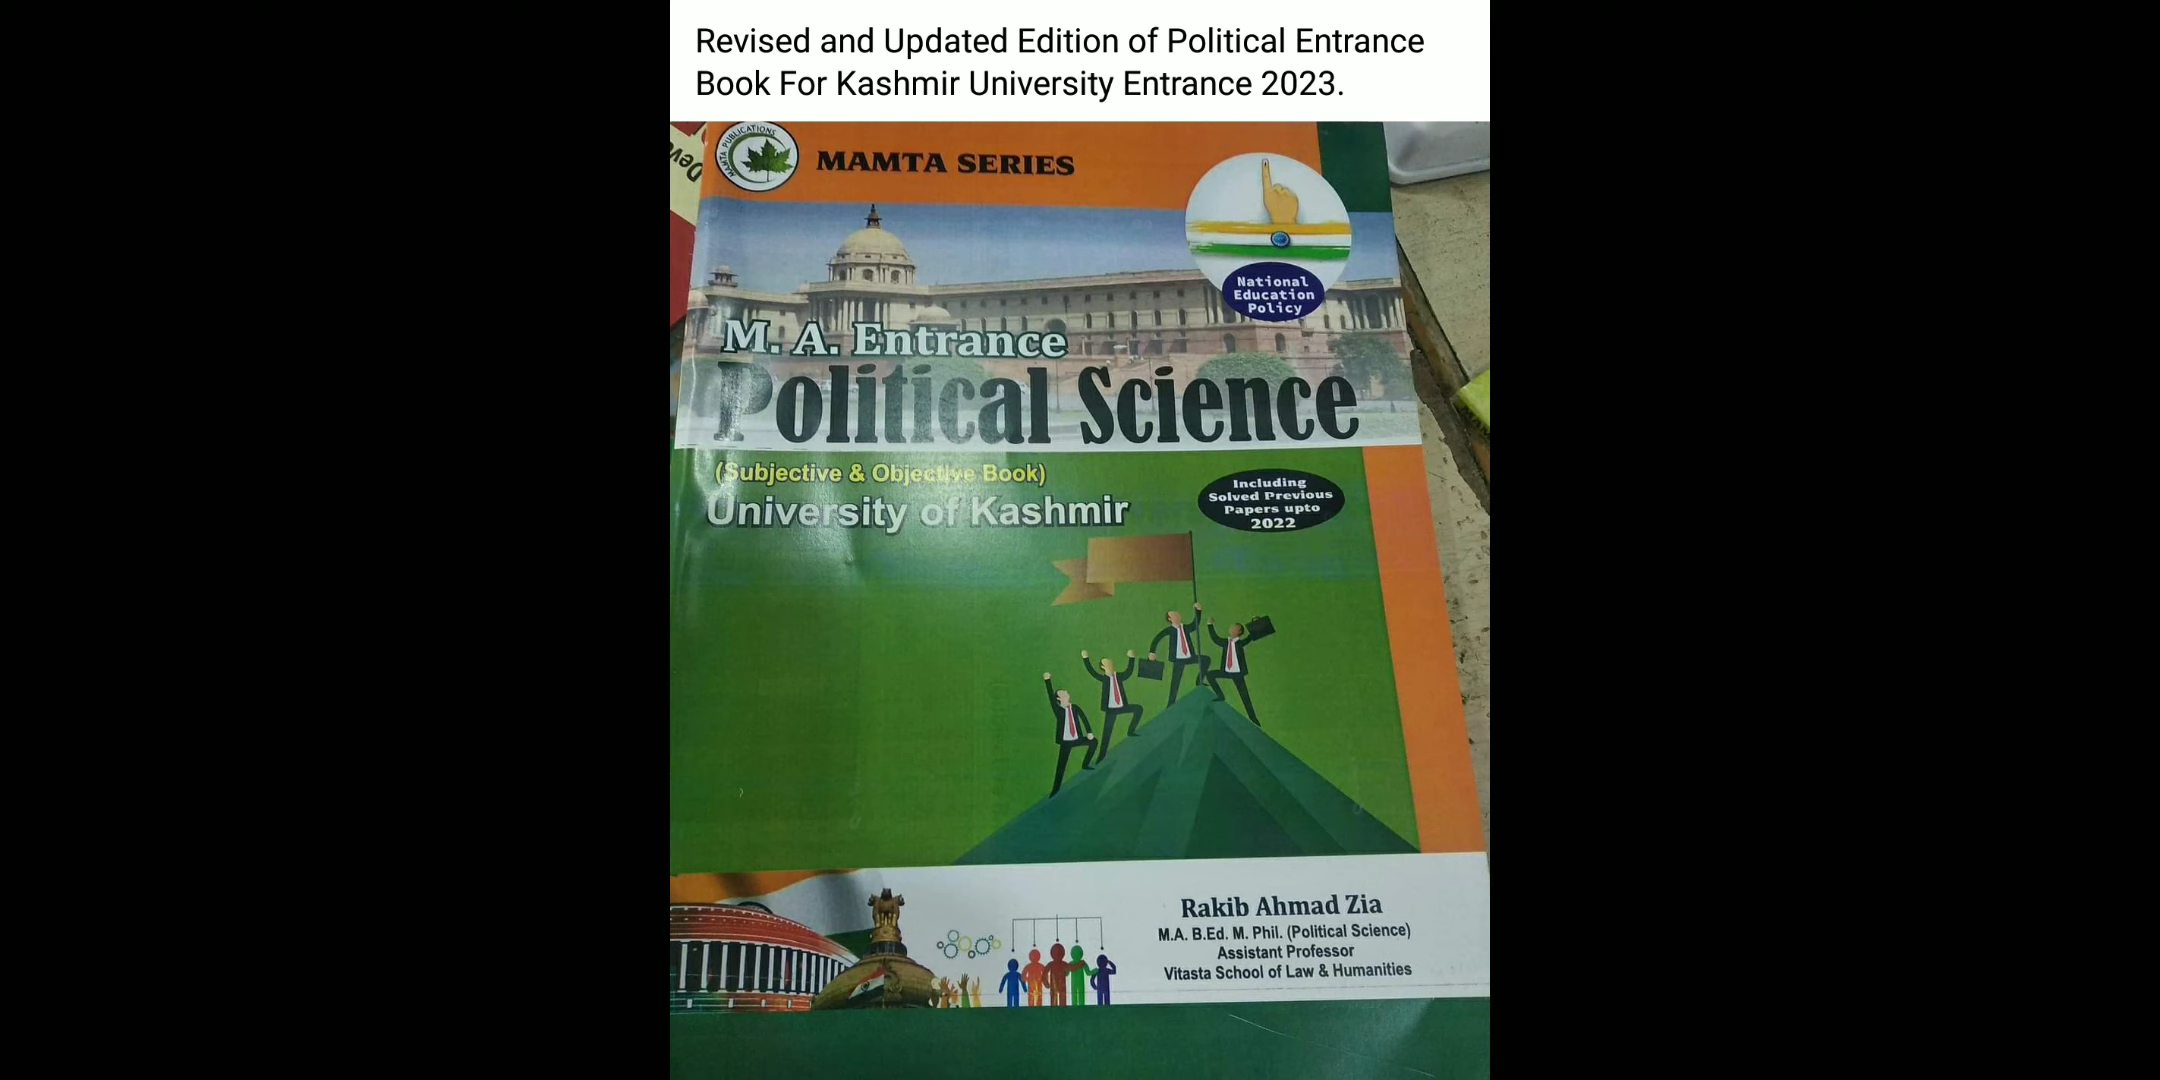 Revised and Updated Edition of Political Entrance
Book For Kashmir University Entrance 2023.
MAMTA PUBLICATIONS
MAMTA SERIES
National
Education
Policy
M. A. Entrance
Political Science
(Subjective & Objective Book)
University of Kashmir
Including
Solved Previous
Papers upto
2022
Rakib Ahmad Zia
M.A. B.Ed. M. Phil. (Political Science)
Assistant Professor
Vitasta School of Law & Humanities